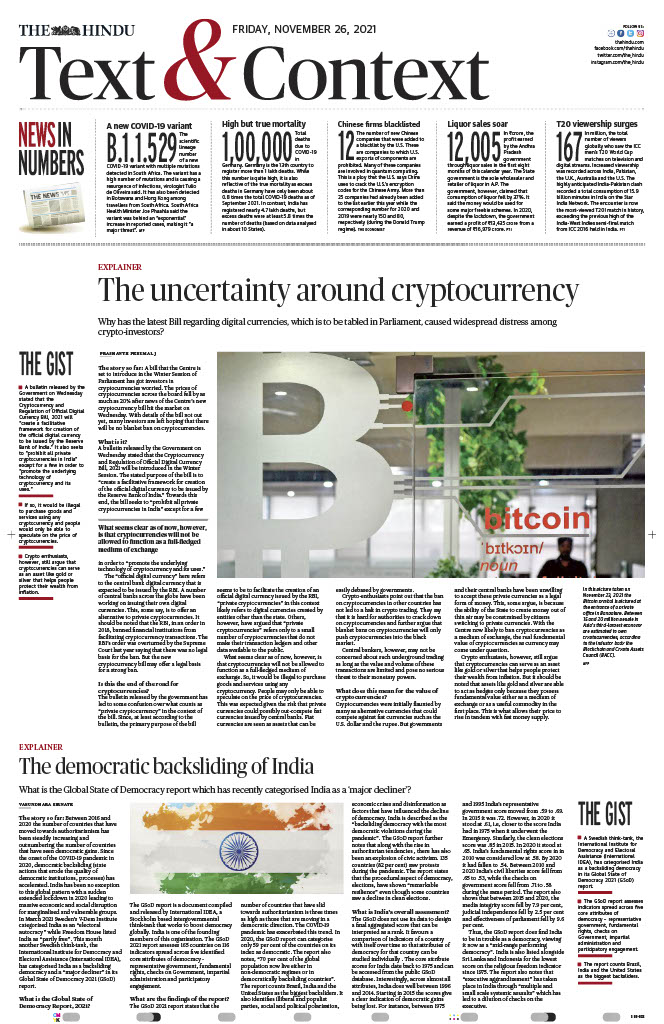 THE HINDU
FRIDAY, NOVEMBER 26, 2021
FOLLOW US:
thehindu.com
facebook.com/thehindu
twitter.com/the_hindu
instagram.com/the_hindu
Text & Context
NEWS IN
NUMBERS
THE NEWS
A new COVID-19 variant
B.1.1.529
The
scientific
lineage
number
of a new
COVID-19 variant with multiple mutations
detected in South Africa. The variant has a
high number of mutations and is causing a
resurgence of infections, virologist Tulio
de Oliveira said. It has also been detected
in Botswana and Hong Kong among
travellers from South Africa. South Africa
Health Minister Joe Phaahla said the
variant was behind an "exponential"
increase in reported cases, making it "a
major threat". AFP
High but true mortality
1,00,000
Total
deaths
due to
COVID-19
in
Germany. Germany is the 13th country to
register more than 1 lakh deaths. While
this number is quite high, it is also
reflective of the true mortality as excess
deaths in Germany have only been about
0.8 times the total COVID-19 deaths as of
September 2021. In contrast, India has
registered nearly 4.7 lakh deaths, but
excess deaths were at least 5.8 times the
number of deaths (based on data analysed
in about 10 States).
Chinese firms blacklisted
12
The number of new Chinese
companies that were added to
a blacklist by the U.S. These
are companies to which U.S.
exports of components are
prohibited. Many of these companies
are involved in quantum computing.
This is a ploy that the U.S. says China
uses to crack the U.S.'s encryption
codes for the Chinese Army. More than
25 companies had already been added
to the list earlier this year while the
corresponding number for 2020 and
2019 were nearly 150 and 80,
respectively (during the Donald Trump
regime). THE ECONOMIST
Liquor sales soar
12,005
In ₹crore, the
profit earned
by the
Andhra
Pradesh
government
through liquor sales in the first eight
months of this calendar year. The State
government is the sole wholesaler and
retailer of liquor in A.P. The
government, however, claimed that
consumption of liquor fell by 37%. It
said the money would be used for
some major freebie schemes. In 2020,
despite the lockdown, the government
earned a profit of ₹12,425 crore from a
revenue of ₹16,979 crore. PTI
T20 viewership surges
167
In million, the total
number of viewers
globally who saw the ICC
men's T20 World Cup
matches on television and
digital streams. Increased viewership
was recorded across India, Pakistan,
the U.K., Australia and the U.S. The
highly anticipated India-Pakistan clash
recorded a total consumption of 15.9
billion minutes in India on the Star
India Network. The encounter is now
the most-viewed T20I match in history,
exceeding the previous high of the
India-West Indies semi-final match
from ICC 2016 held in India. PTI
EXPLAINER
The uncertainty around cryptocurrency
Why has the latest Bill regarding digital currencies, which is to be tabled in Parliament, caused widespread distress among
crypto-investors?
THE GIST
A bulletin released by the
Government on Wednesday
stated that the
Cryptocurrency and
Regulation of Official Digital
Currency Bill, 2021 will
"create a facilitative
framework for creation of
the official digital currency
to be issued by the Reserve
Bank of India." It also seeks
to "prohibit all private
cryptocurrencies in India"
except for a few in order to
"promote the underlying
technology of
cryptocurrency and its
uses."
If so, it would be illegal
to purchase goods and
services using any
cryptocurrency and people
would only be able to
speculate on the price of
cryptocurrencies.
Crypto enthusiasts,
however, still argue that
cryptocurrencies can serve
as an asset like gold or
silver that helps people
protect their wealth from
inflation.
PRASHANTH PERUMAL J
The story so far: A bill that the Centre is
set to introduce in the Winter Session of
Parliament has got investors in
cryptocurrencies worried. The prices of
cryptocurrencies across the board fell by as
much as 20% after news of the Centre's new
cryptocurrency bill hit the market on
Wednesday. With details of the bill not out
yet, many investors are left hoping that there
will be no blanket ban on cryptocurrencies.
What is it?
A bulletin released by the Government on
Wednesday stated that the Cryptocurrency
and Regulation of Official Digital Currency
Bill, 2021 will be introduced in the Winter
Session. The stated purpose of the bill is to
"create a facilitative framework for creation
of the official digital currency to be issued by
the Reserve Bank of India." Towards this
end, the bill seeks to "prohibit all private
cryptocurrencies in India" except for a few
What seems clear as of now, however,
is that cryptocurrencies will not be
allowed to function as a full-fledged
medium of exchange
in order to "promote the underlying
technology of cryptocurrency and its uses."
The "official digital currency" here refers
to the central bank digital currency that is
expected to be issued by the RBI. A number
of central banks across the globe have been
working on issuing their own digital
currencies. This, some say, is to offer an
alternative to private cryptocurrencies. It
should be noted that the RBI, in an order in
2018, banned financial institutions from
facilitating cryptocurrency transactions. The
RBI's order was overturned by the Supreme
Court last year saying that there was no legal
basis for the ban. But the new
cryptocurrency bill may offer a legal basis
for a strong ban.
Is this the end of the road for
cryptocurrencies?
The bulletin released by the government has
led to some confusion over what counts as
"private cryptocurrency" in the context of
the bill. Since, at least according to the
bulletin, the primary purpose of the bill
bitcoin
'bɪtkɔɪn/
noun
seems to be to facilitate the creation of an
official digital currency issued by the RBI,
"private cryptocurrencies" in this context
likely refers to digital currencies created by
entities other than the state. Others,
however, have argued that "private
cryptocurrencies" refers only to a small
number of cryptocurrencies that do not
make their transaction ledgers and other
data available to the public.
What seems clear as of now, however, is
that cryptocurrencies will not be allowed to
function as a full-fledged medium of
exchange. So, it would be illegal to purchase
goods and services using any
cryptocurrency. People may only be able to
speculate on the price of cryptocurrencies.
This was expected given the risk that private
currencies could possibly out-compete fiat
currencies issued by central banks. Fiat
currencies are seen as assets that can be
easily debased by governments.
Crypto-enthusiasts point out that the ban
on cryptocurrencies in other countries has
not led to a halt in crypto trading. They say
that it is hard for authorities to crack down
on cryptocurrencies and further argue that
blanket bans on cryptocurrencies will only
push cryptocurrencies into the black
market.
Central bankers, however, may not be
concerned about such underground trading
as long as the value and volume of these
transactions are limited and pose no serious
threat to their monetary powers.
What does this mean for the value of
crypto currencies?
Cryptocurrencies were initially floated by
many as alternative currencies that could
compete against fiat currencies such as the
U.S. dollar and the rupee. But governments
and their central banks have been unwilling
to accept these private cryptocurrencies as a legal
form of money. This, some argue, is because
the ability of the State to create money out of
thin air may be constrained by citizens
switching to private currencies. With the
Centre now likely to ban cryptocurrencies as
a medium of exchange, the real fundamental
value of cryptocurrencies as currency may
come under question.
Crypto enthusiasts, however, still argue
that cryptocurrencies can serve as an asset
like gold or silver that helps people protect
their wealth from inflation. But it should be
noted that assets like gold and silver are able
to act as hedges only because they possess
fundamental value either as a medium of
exchange or as a useful commodity in the
first place. This is what allows their price to
rise in tandem with fiat money supply.
In this picture taken on
November 22, 2021 the
Bitcoin symbol is pictured at
the entrance of a private
office in Bangalore. Between
15 and 20 million people in
Asia's third-largest economy
are estimated to own
cryptocurrencies, according
to the industry body the
Blockchain and Crypto Assets
Council (BACC).
AFP
EXPLAINER
The democratic backsliding of India
What is the Global State of Democracy report which has recently categorised India as a 'major decliner'?
VASUNDHARA SIRNATE
The story so far: Between 2016 and
2020 the number of countries that have
moved towards authoritarianism has
been steadily increasing and
outnumbering the number of countries
that have seen democratic gains. Since
the onset of the COVID-19 pandemic in
2020, democratic backsliding (state
actions that erode the quality of
democratic institutions, processes) has
accelerated. India has been no exception
to this global pattern with a sudden
extended lockdown in 2020 leading to
massive economic and social disruption
for marginalised and vulnerable groups.
In March 2021 Sweden's V-Dem Institute
categorised India as an "electoral
autocracy" while Freedom House listed
India as "partly free". This month
another Swedish think-tank, the
International Institute for Democracy and
Electoral Assistance (International IDEA),
has categorised India as a backsliding
democracy and a "major decliner" in its
Global State of Democracy 2021 (GSoD)
report.
What is the Global State of
Democracy Report, 2021?
The GSoD report is a document compiled
and released by International IDEA, a
Stockholm based intergovernmental
thinktank that works to boost democracy
globally. India is one of the founding
members of this organisation. The GSoD
2021 report assesses 165 countries on 116
indicators spread across five identified
core attributes of democracy -
representative government, fundamental
rights, checks on Government, impartial
administration and participatory
engagement.
What are the findings of the report?
The GSoD 2021 report states that the
number of countries that have slid
towards authoritarianism is three times
as high as those that are moving in a
democratic direction. The COVID-19
pandemic has exacerbated this trend. In
2020, the GSoD report can categorise
only 59 per cent of the countries on its
index as democratic. The report also
notes, "70 per cent of the global
population now live either in
non-democratic regimes or in
democratically backsliding countries".
The report counts Brazil, India and the
United States as the biggest backsliders. It
also identifies illiberal and populist
parties, social and political polarisation,
economic crises and disinformation as
factors that have influenced the decline
of democracy. India is described as the
"backsliding democracy with the most
democratic violations during the
pandemic". The GSoD report further
notes that along with the rise in
authoritarian tendencies, there has also
been an explosion of civic activism. 135
countries (82 per cent) saw protests
during the pandemic. The report states
that the procedural aspect of democracy,
elections, have shown "remarkable
resilience" even though some countries
saw a decline in clean elections.
What is India's overall assessment?
The GSoD does not use its data to design
a final aggregated score that can be
interpreted as a rank. It favours a
comparison of indicators of a country
with itself over time so that attributes of
democracy for that country can be
studied individually. The core attribute
scores for India date back to 1975 and can
be accessed from the public GSoD
database. Interestingly, across almost all
attributes, India does well between 1996
and 2014. Starting in 2015 the scores give
a clear indication of democratic gains
being lost. For instance, between 1975
and 1995 India's representative
government score moved from .59 to .69.
In 2015 it was .72. However, in 2020 it
stood at .61, i.e, closer to the score India
had in 1975 when it underwent the
Emergency. Similarly, the clean elections
score was .85 in 2015. In 2020 it stood at
.65. India's fundamental rights score in in
2010 was considered low at .58. By 2020
it had fallen to .54. Between 2010 and
2020 India's civil liberties score fell from
.65 to .53, while the checks on
government score fell from .71 to .58
during the same period. The report also
shows that between 2015 and 2020, the
media integrity score fell by 7.9 per cent,
judicial independence fell by 2.5 per cent
and effectiveness of parliament fell by 9.6
per cent.
Thus, the GSoD report does find India
to be in trouble as a democracy, viewing
it now as a "mid-range performing
democracy". India is also listed alongside
Sri Lanka and Indonesia for the lowest
score on the religious freedom indicator
since 1975. The report also notes that
"executive aggrandisement" has taken
place in India through "multiple and
small scale systemic assaults" which has
led to a dilution of checks on the
executive.
THE GIST
A Swedish think-tank, the
International Institute for
Democracy and Electoral
Assistance (International
IDEA), has categorised India
as a backsliding democracy
in its Global State of
Democracy 2021 (GSoD)
report.
The GSoD report assesses
indicators spread across five
core attributes of
democracy - representative
government, fundamental
rights, checks on
Government, impartial
administration and
participatory engagement.
The report counts Brazil,
India and the United States
as the biggest backsliders.